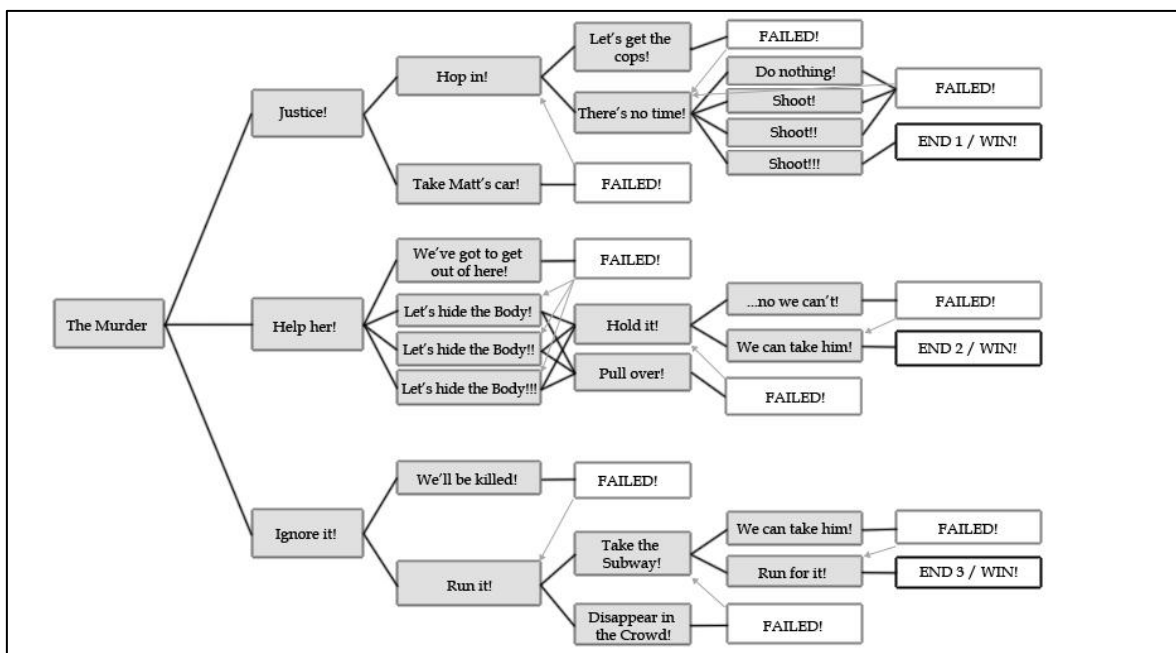 The Murder
Justice!
Hop in!
Let's get the
cops!
FAILED!
There's no time!
Do nothing!
Shoot!
Shoot!!
Shoot!!!
FAILED!
END 1 / WIN!
Take Matt's car!
FAILED!
Help her!
We've got to get
out of here!
FAILED!
Let's hide the Body!
Let's hide the Body!!
Let's hide the Body!!!
Hold it!
...no we can't!
FAILED!
We can take him!
END 2 / WIN!
Pull over!
FAILED!
Ignore it!
We'll be killed!
FAILED!
Run it!
Take the
Subway!
We can take him!
FAILED!
Run for it!
END 3 / WIN!
Disappear in
the Crowd!
FAILED!